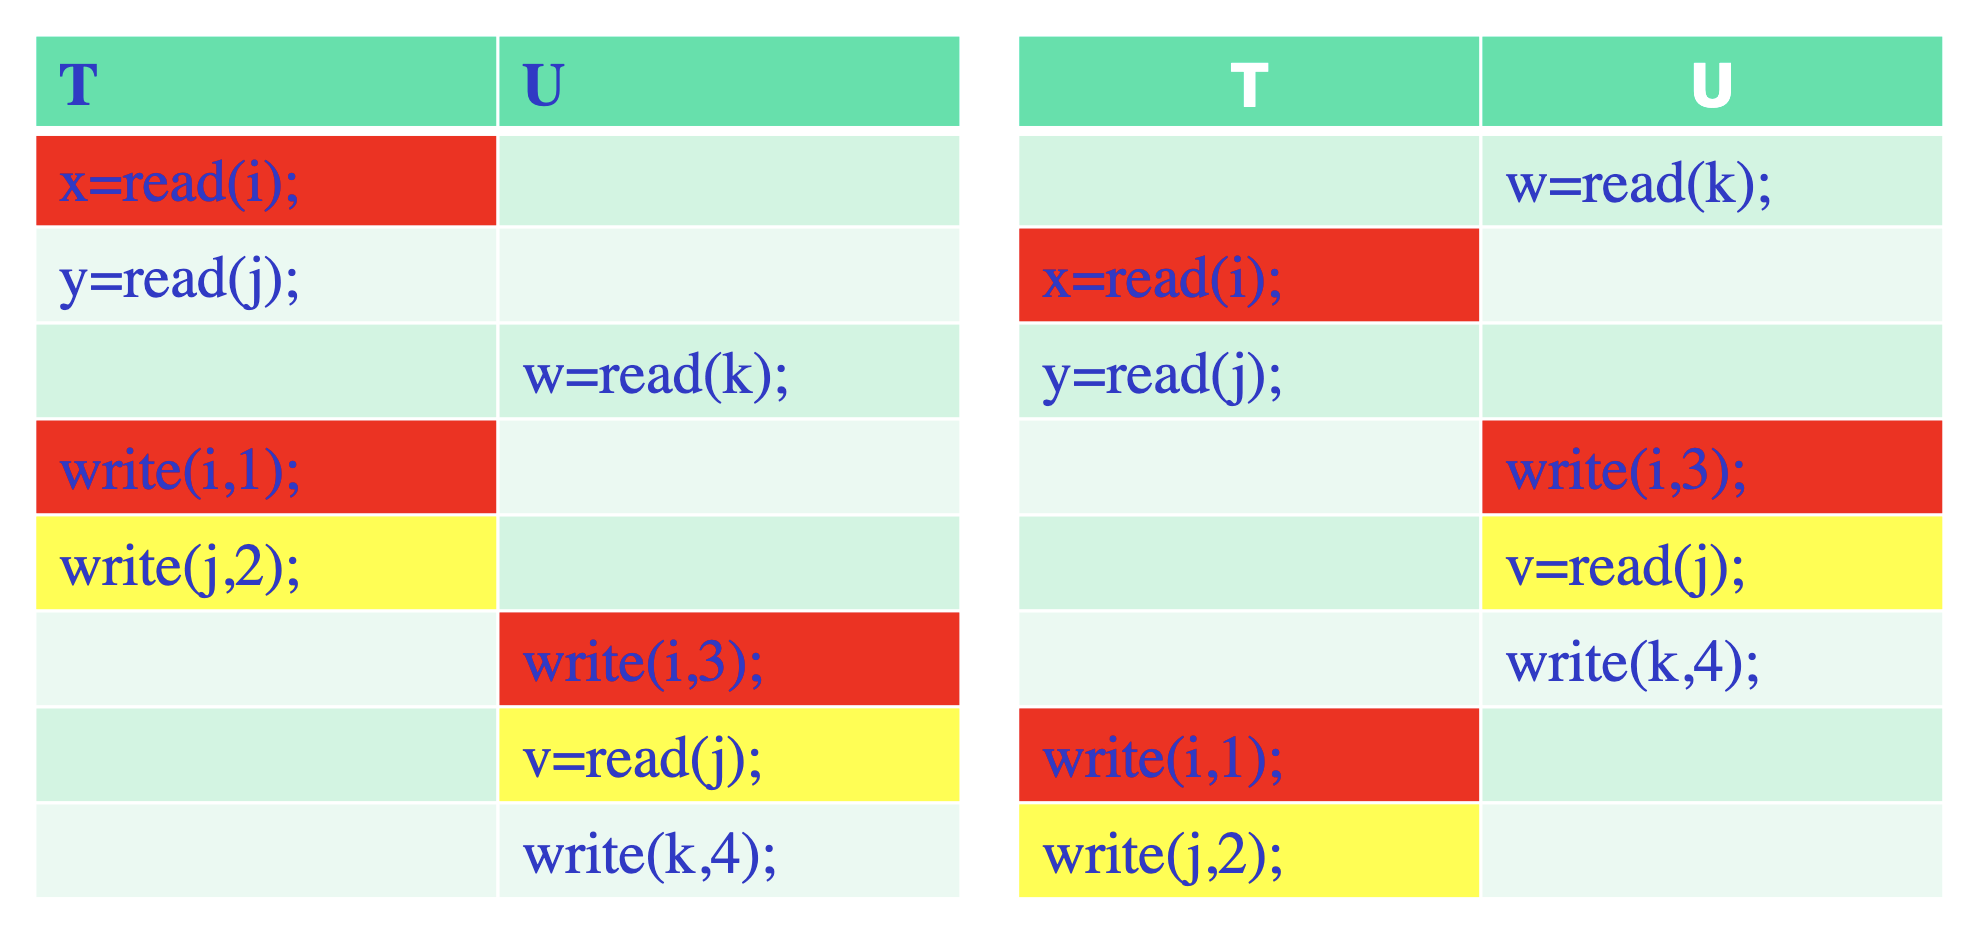 T U
x=read(i);
y=read(j);
w=read(k);
write(i,1);
write(j,2);
write(i,3);
v=read(j);
write(k,4);
T U
w=read(k);
x=read(i);
y=read(j);
write(i,3);
v=read(j);
write(k,4);
write(i,1);
write(j,2);